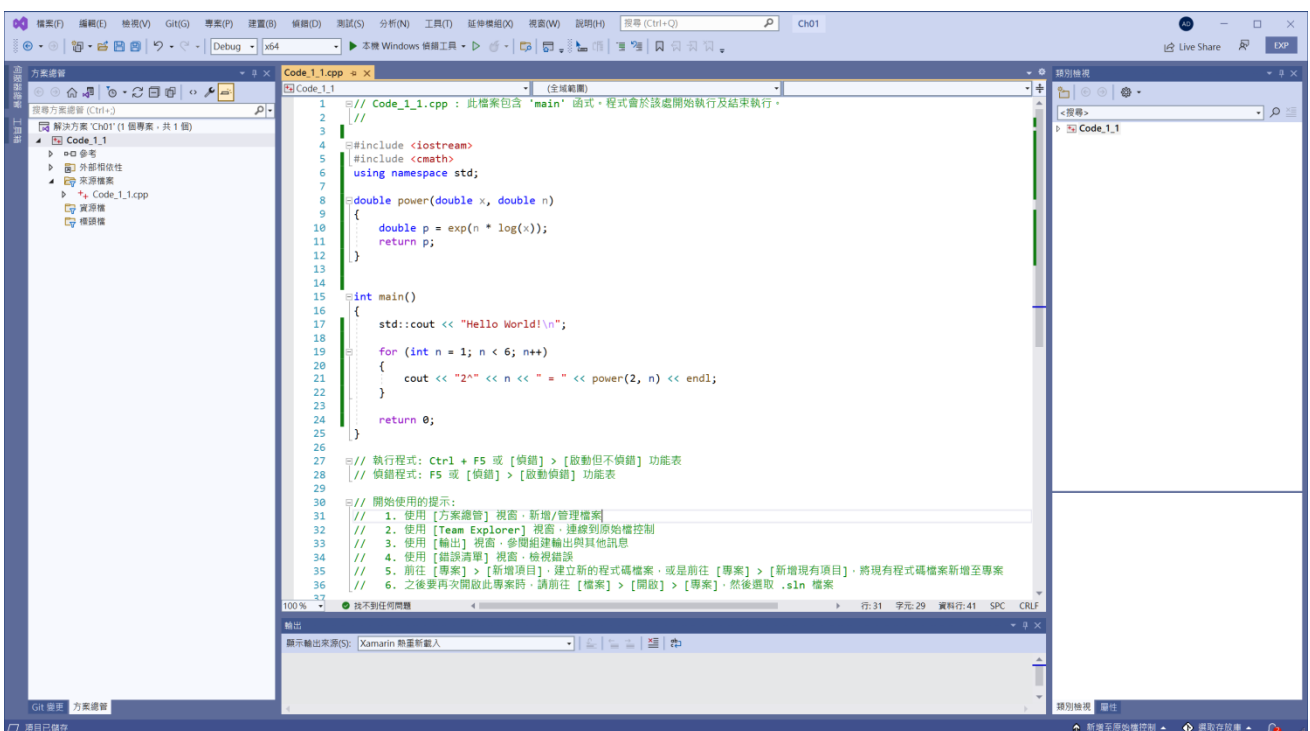 檔案(F) 編輯(E) 檢視(V) Git(G) 專案(P) 建置(B) 偵錯(D) 測試(S) 分析(N) 工具(T) 延伸模組(X) 視窗(W) 說明(H) 搜尋 (Ctrl+Q) Ch01 AD
Debug x64 本機 Windows 偵錯工具 Live Share EXP
伺服器總管
工具箱
方案總管
搜尋方案總管 (Ctrl+;)
解決方案 'Ch01' (1 個專案，共 1 個)
Code_1_1
參考
外部相依性
來源檔案
Code_1_1.cpp
資源檔
標頭檔
Git 變更 方案總管
Code_1_1.cpp
Code_1_1 (全域範圍)
1 // Code_1_1.cpp : 此檔案包含 'main' 函式。程式會於該處開始執行及結束執行。
2 //
3
4 #include <iostream>
5 #include <cmath>
6 using namespace std;
7
8 double power(double x, double n)
9 {
10 double p = exp(n * log(x));
11 return p;
12 }
13
14
15 int main()
16 {
17 std::cout << "Hello World!\n";
18
19 for (int n = 1; n < 6; n++)
20 {
21 cout << "2^" << n << " = " << power(2, n) << endl;
22 }
23
24 return 0;
25 }
26
27 // 執行程式: Ctrl + F5 或 [偵錯] > [啟動但不偵錯] 功能表
28 // 偵錯程式: F5 或 [偵錯] > [啟動偵錯] 功能表
29
30 // 開始使用的提示:
31 // 1. 使用 [方案總管] 視窗，新增/管理檔案
32 // 2. 使用 [Team Explorer] 視窗，連線到原始檔控制
33 // 3. 使用 [輸出] 視窗，參閱組建輸出與其他訊息
34 // 4. 使用 [錯誤清單] 視窗，檢視錯誤
35 // 5. 前往 [專案] > [新增項目]，建立新的程式碼檔案，或是前往 [專案] > [新增現有項目]，將現有程式碼檔案新增至專案
36 // 6. 之後要再次開啟此專案時，請前往 [檔案] > [開啟] > [專案]，然後選取 .sln 檔案
37
100 % 找不到任何問題 行: 31 字元: 29 資料行: 41 SPC CRLF
輸出
顯示輸出來源(S): Xamarin 熱重新載入
類別檢視
<搜尋>
Code_1_1
類別檢視 屬性
項目已儲存 新增至原始檔控制 選取存放庫